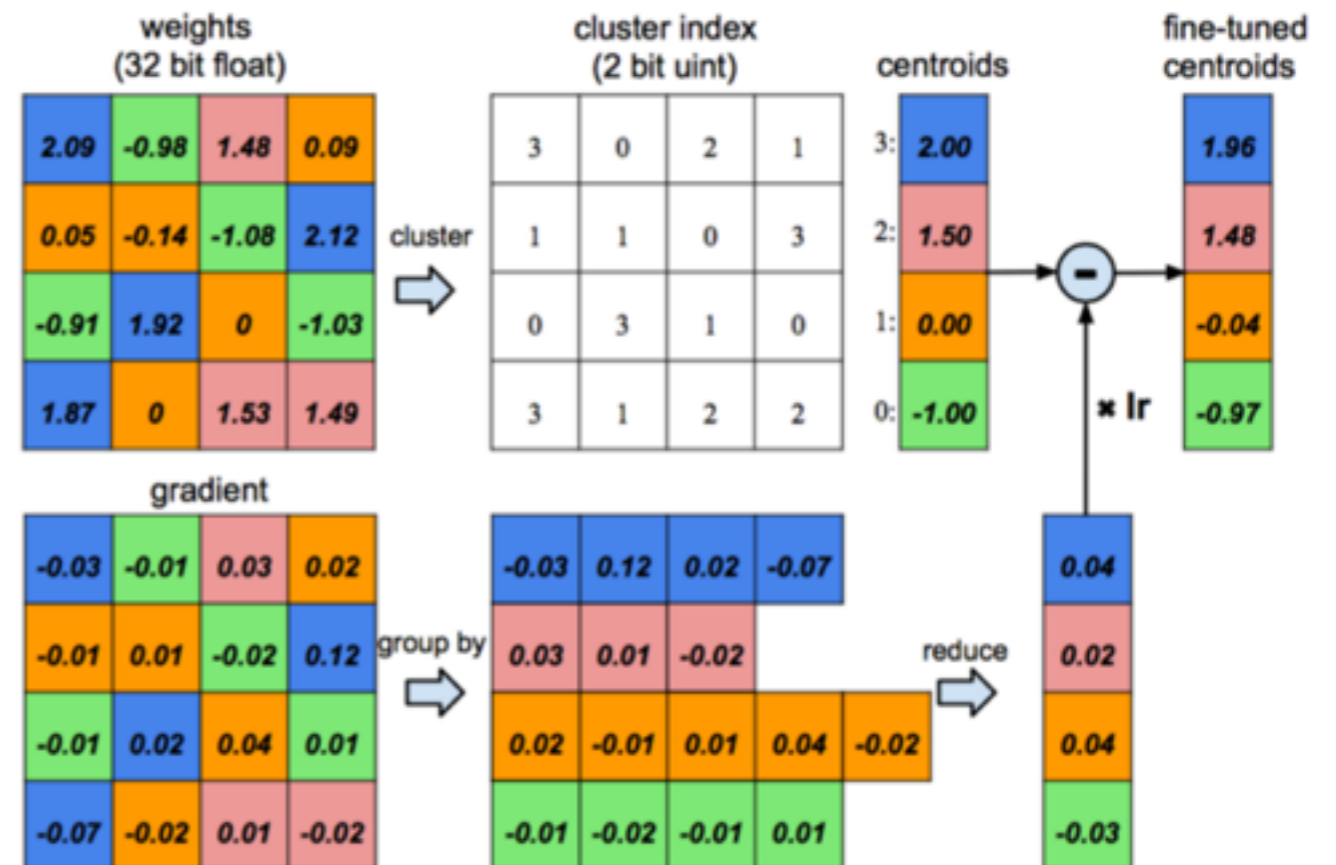 weights
(32 bit float)
2.09 -0.98 1.48 0.09
0.05 -0.14 -1.08 2.12
-0.91 1.92 0 -1.03
1.87 0 1.53 1.49
cluster
cluster index
(2 bit uint)
3 0 2 1
1 1 0 3
0 3 1 0
3 1 2 2
centroids
3: 2.00
2: 1.50
1: 0.00
0: -1.00
-
× lr
fine-tuned
centroids
1.96
1.48
-0.04
-0.97
gradient
-0.03 -0.01 0.03 0.02
-0.01 0.01 -0.02 0.12
-0.01 0.02 0.04 0.01
-0.07 -0.02 0.01 -0.02
group by
-0.03 0.12 0.02 -0.07
0.03 0.01 -0.02
0.02 -0.01 0.01 0.04 -0.02
-0.01 -0.02 -0.01 0.01
reduce
0.04
0.02
0.04
-0.03